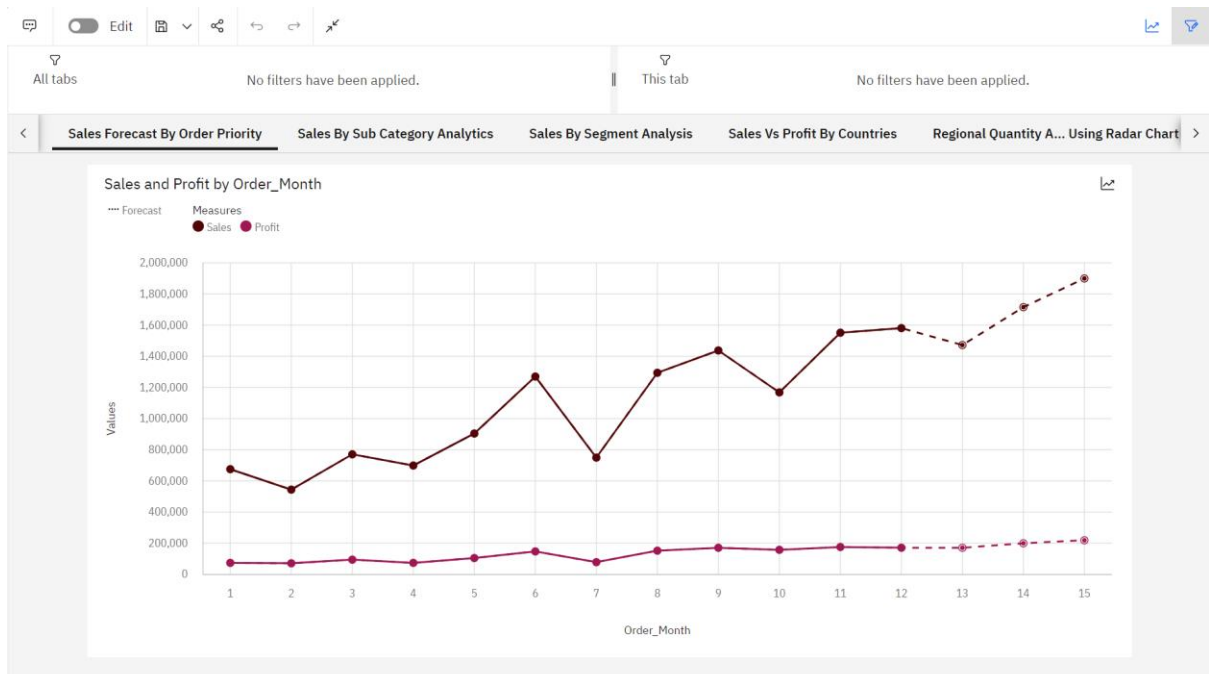 Edit
All tabs
No filters have been applied.
This tab
No filters have been applied.
Sales Forecast By Order Priority
Sales By Sub Category Analytics
Sales By Segment Analysis
Sales Vs Profit By Countries
Regional Quantity A... Using Radar Chart
Sales and Profit by Order_Month
Forecast
Measures
Sales
Profit
Values
2,000,000
1,800,000
1,600,000
1,400,000
1,200,000
1,000,000
800,000
600,000
400,000
200,000
0
1 2 3 4 5 6 7 8 9 10 11 12 13 14 15
Order_Month